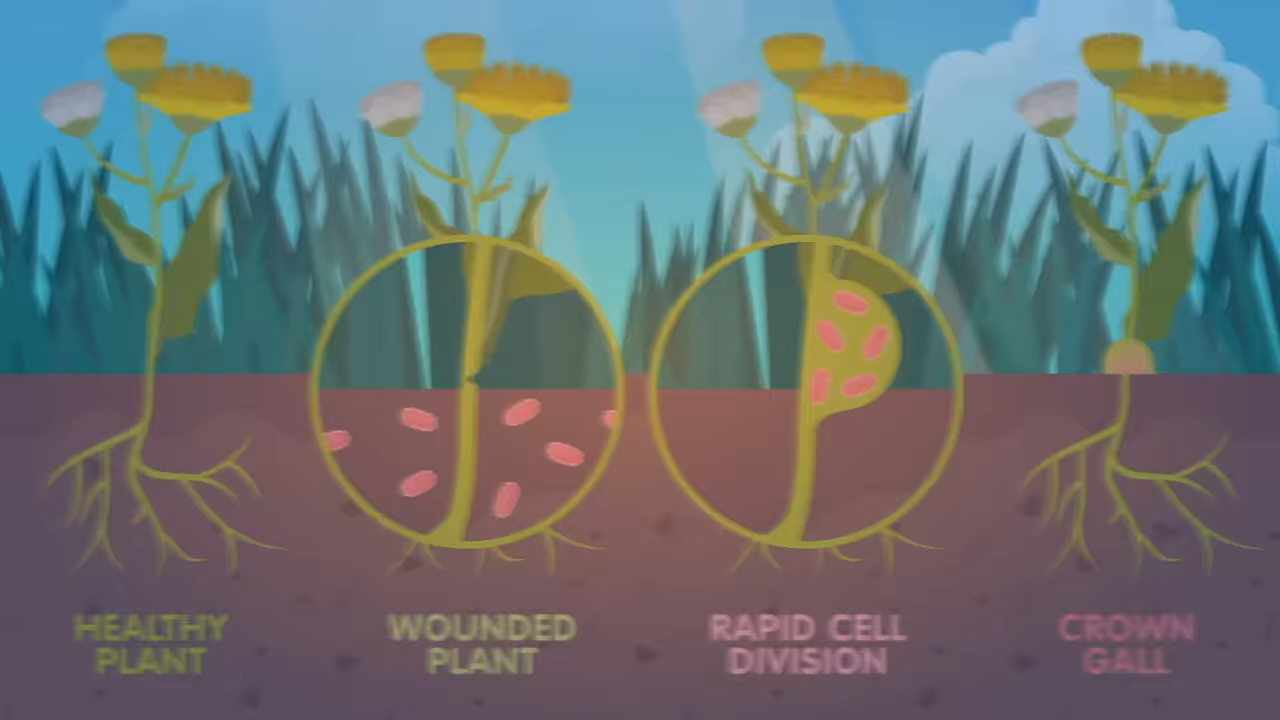 HEALTHY
PLANT
WOUNDED
PLANT
RAPID CELL
DIVISION
CROWN
GALL